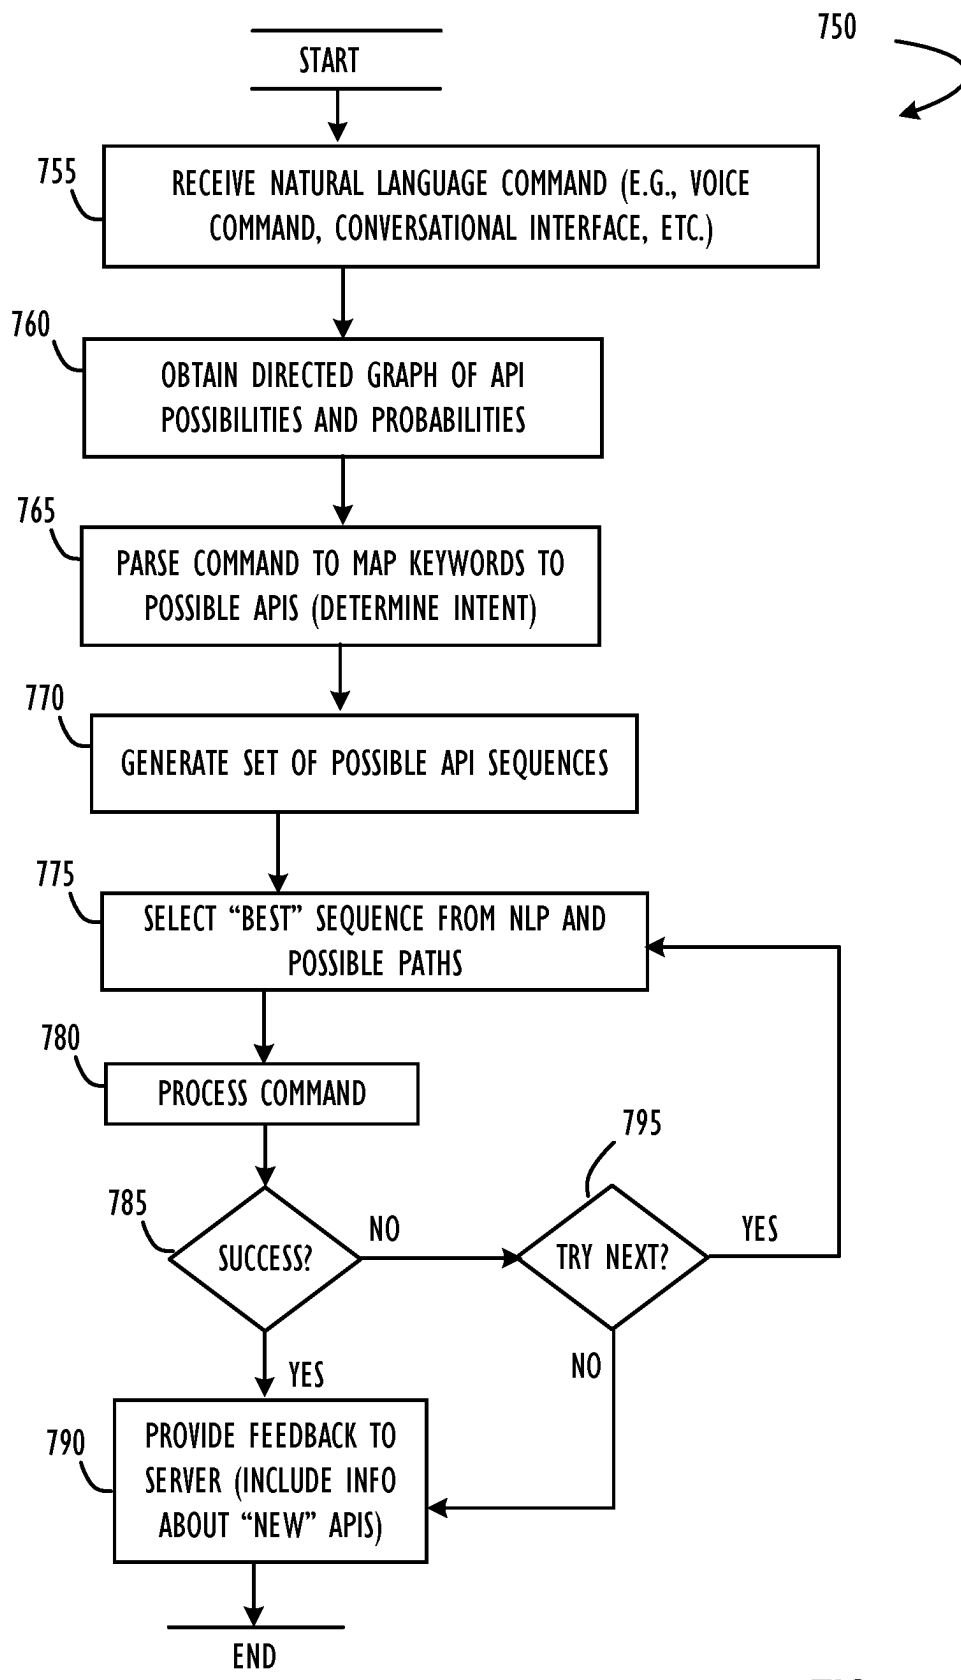 750
START
755
RECEIVE NATURAL LANGUAGE COMMAND (E.G., VOICE
COMMAND, CONVERSATIONAL INTERFACE, ETC.)
760
OBTAIN DIRECTED GRAPH OF API
POSSIBILITIES AND PROBABILITIES
765
PARSE COMMAND TO MAP KEYWORDS TO
POSSIBLE APIS (DETERMINE INTENT)
770
GENERATE SET OF POSSIBLE API SEQUENCES
775
SELECT “BEST” SEQUENCE FROM NLP AND
POSSIBLE PATHS
780
PROCESS COMMAND
795
785
SUCCESS?
NO
TRY NEXT?
YES
YES
NO
790
PROVIDE FEEDBACK TO
SERVER (INCLUDE INFO
ABOUT “NEW” APIS)
END